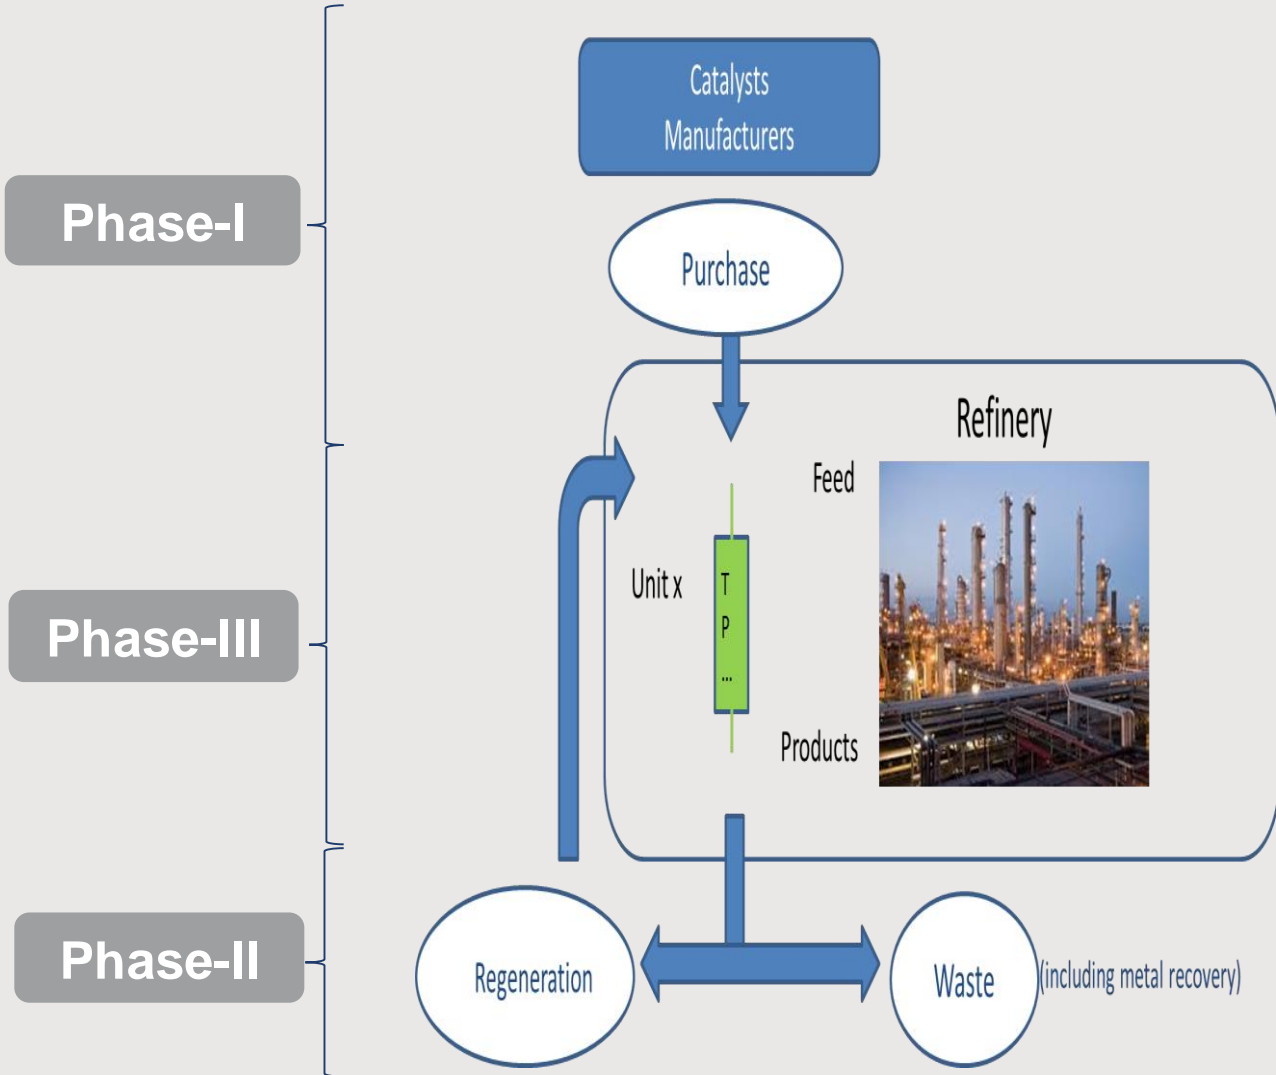 Catalysts
Manufacturers
Phase-I
Purchase
Refinery
Feed
Unit x
T
P
...
Phase-III
Products
Phase-II
Regeneration
Waste
(including metal recovery)